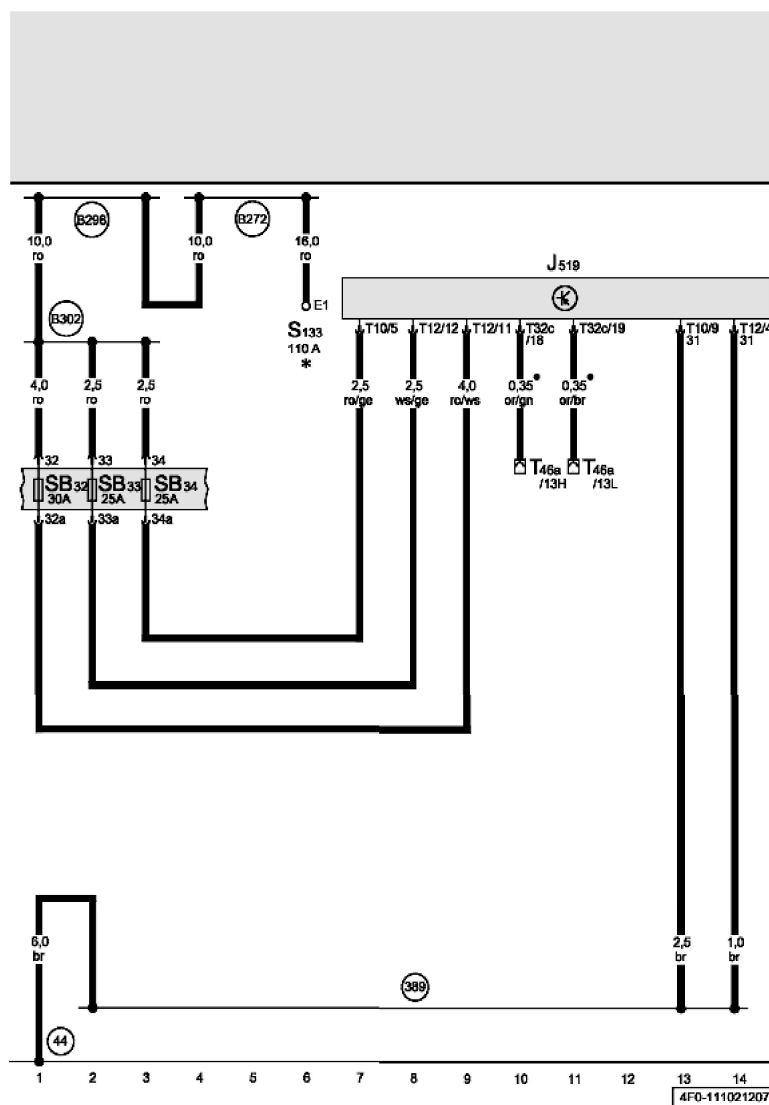 B298
B272
10,0
ro
10,0
ro
16,0
ro
J519
E1
B302
S133
110 A
*
T10/5
T12/12
T12/11
T32c
/18
T32c/19
T10/9
31
T12/4
31
4,0
ro
2,5
ro
2,5
ro
2,5
ro/ge
2,5
ws/ge
4,0
ro/ws
0,35
or/gn
0,35
or/br
32
33
34
T46a
/13H
T46a
/13L
SB32
30A
SB33
25A
SB34
25A
32a
33a
34a
6,0
br
2,5
br
1,0
br
389
44
1 2 3 4 5 6 7 8 9 10 11 12 13 14
4F0-111021207